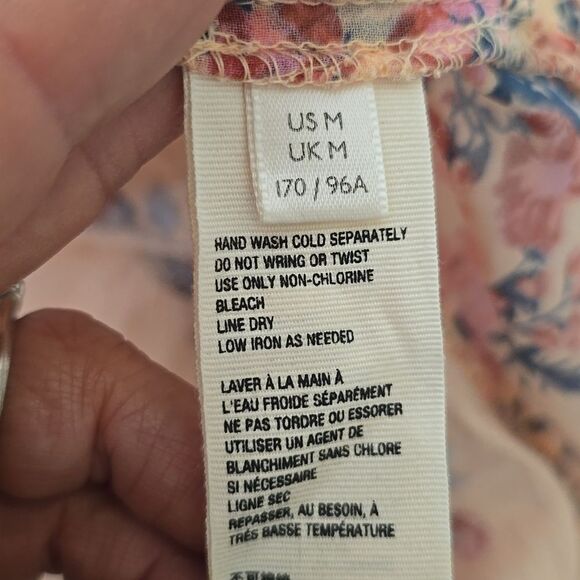 US M
UK M
170 / 96A
HAND WASH COLD SEPARATELY
DO NOT WRING OR TWIST
USE ONLY NON-CHLORINE
BLEACH
LINE DRY
LOW IRON AS NEEDED
LAVER À LA MAIN À
L'EAU FROIDE SÉPARÉMENT
NE PAS TORDRE OU ESSORER
UTILISER UN AGENT DE
BLANCHIMENT SANS CHLORE
SI NÉCESSAIRE
LIGNE SEC
REPASSER, AU BESOIN, À
TRÈS BASSE TEMPÉRATURE